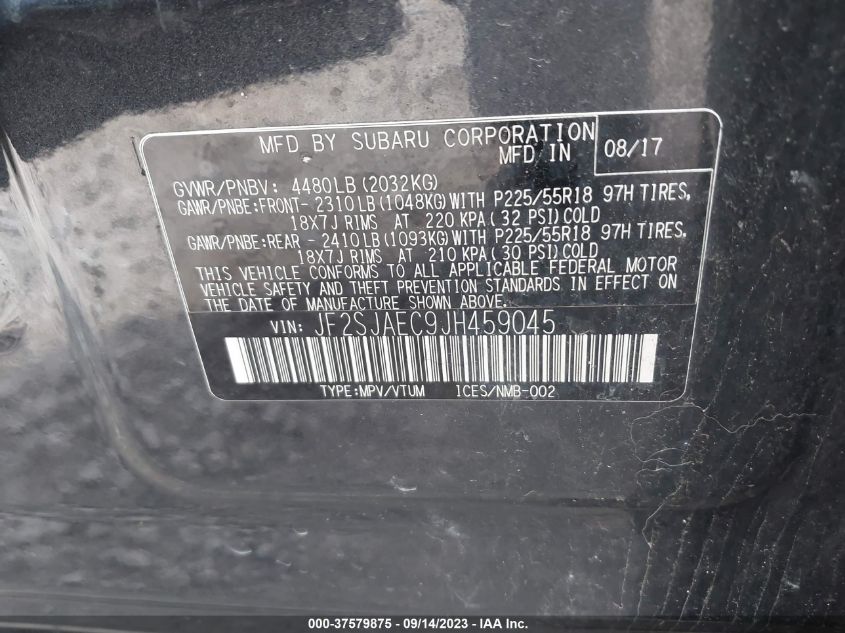 MFD BY SUBARU CORPORATION
MFD IN 08/17
GVWR/PNBV: 4480LB(2032KG)
GAWR/PNBE:FRONT- 2310LB(1048KG)WITH P225/55R18 97H TIRES,
18X7J RIMS AT 220 KPA(32 PSI)COLD
GAWR/PNBE:REAR - 2410LB(1093KG)WITH P225/55R18 97H TIRES,
18X7J RIMS AT 210 KPA(30 PSI)COLD
THIS VEHICLE CONFORMS TO ALL APPLICABLE FEDERAL MOTOR
VEHICLE SAFETY AND THEFT PREVENTION STANDARDS IN EFFECT ON
THE DATE OF MANUFACTURE SHOWN ABOVE.
VIN: JF2SJAEC9JH459045
TYPE:MPV/VTUM ICES/NMB-002
000-37579875 - 09/14/2023 - IAA Inc.